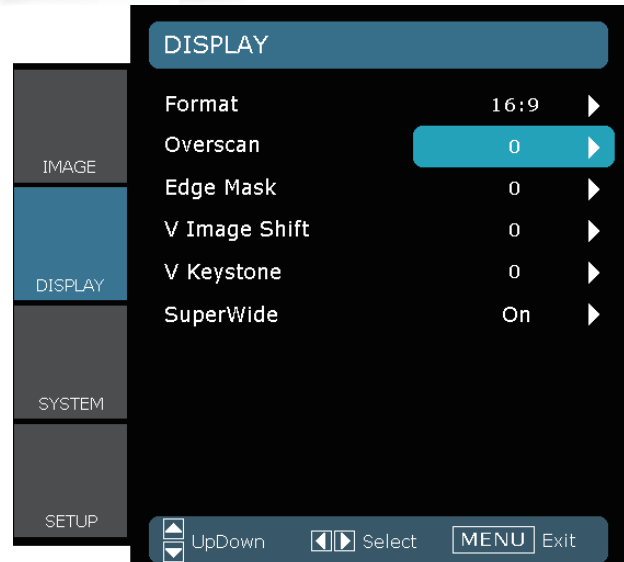 DISPLAY
IMAGE
DISPLAY
SYSTEM
SETUP
Format 16:9
Overscan 0
Edge Mask 0
V Image Shift 0
V Keystone 0
SuperWide On
UpDown Select MENU Exit